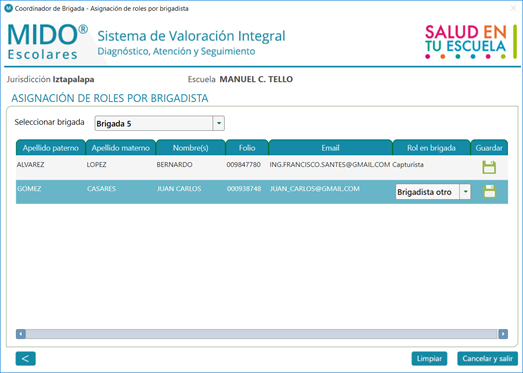 Coordinador de Brigada - Asignación de roles por brigadista
MIDO®
Escolares
Sistema de Valoración Integral
Diagnóstico, Atención y Seguimiento
SALUD EN
TU ESCUELA
Jurisdicción Iztapalapa Escuela MANUEL C. TELLO
ASIGNACIÓN DE ROLES POR BRIGADISTA
Seleccionar brigada Brigada 5
Apellido paterno Apellido materno Nombre(s) Folio Email Rol en brigada Guardar
ALVAREZ LOPEZ BERNARDO 009847780 ING.FRANCISCO.SANTES@GMAIL.COM Capturista
GOMEZ CASARES JUAN CARLOS 000938748 JUAN_CARLOS@GMAIL.COM Brigadista otro
< Limpiar Cancelar y salir